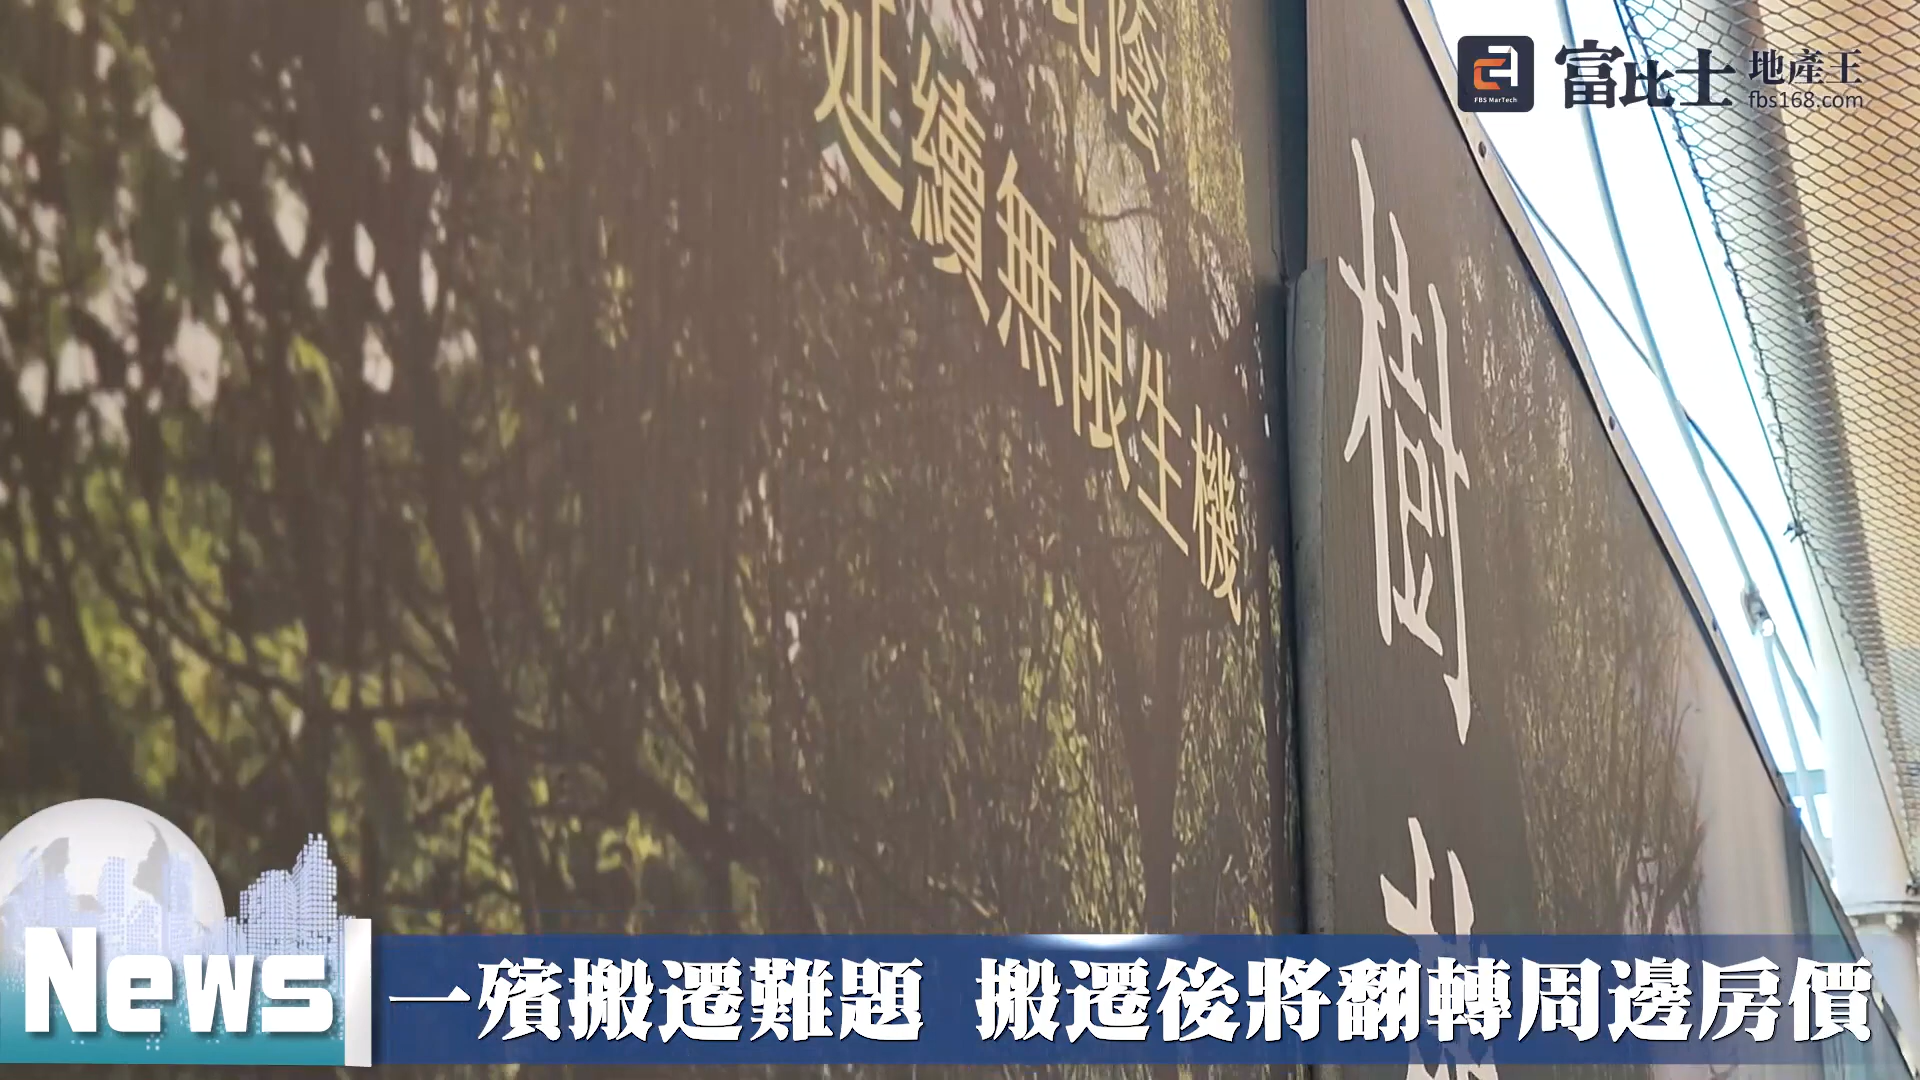 FBS MarTech
富比士 地產王
fbs168.com
蔭
延續無限生機
樹
News
一殯搬遷難題 搬遷後將翻轉周邊房價